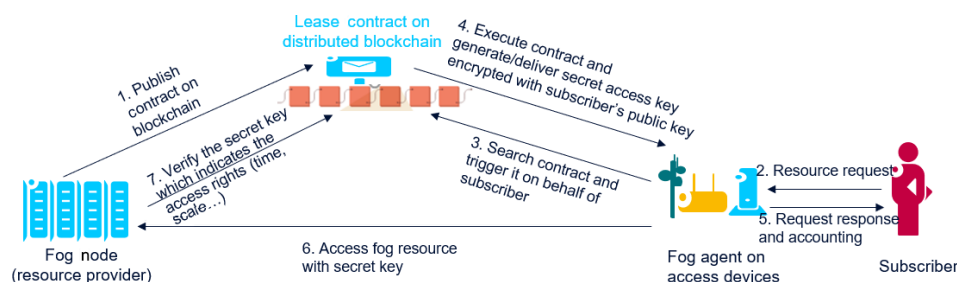 Lease contract on
distributed blockchain
1. Publish
contract on
blockchain
4. Execute contract and
generate/deliver secret access key
encrypted with subscriber's public key
7. Verify the secret key
which indicates the
access rights (time,
scale…)
3. Search contract and
trigger it on behalf of
subscriber
2. Resource request
5. Request response
and accounting
6. Access fog resource
with secret key
Fog node
(resource provider)
Fog agent on
access devices
Subscriber